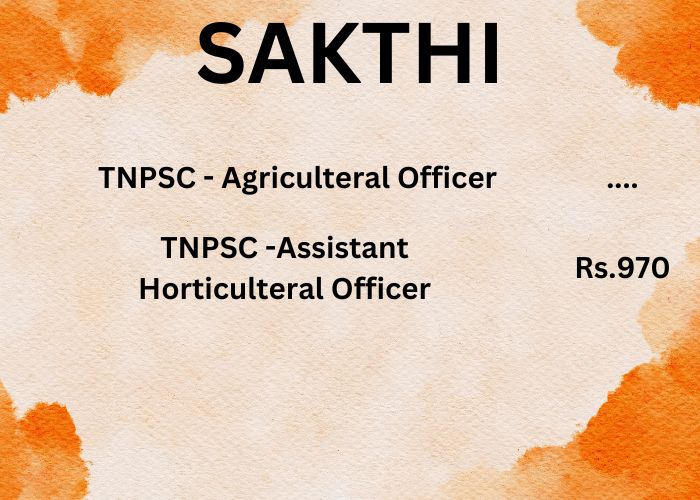 SAKTHI
TNPSC - Agriculteral Officer ....
TNPSC -Assistant
Horticulteral Officer
Rs.970